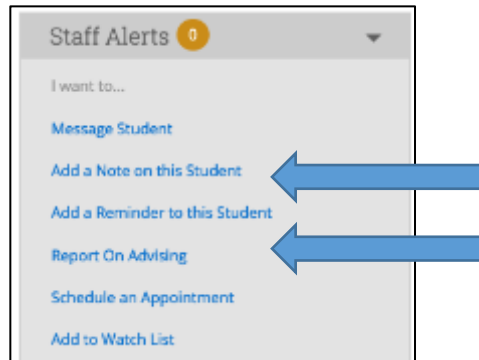 Staff Alerts 0
I want to...
Message Student
Add a Note on this Student
Add a Reminder to this Student
Report On Advising
Schedule an Appointment
Add to Watch List